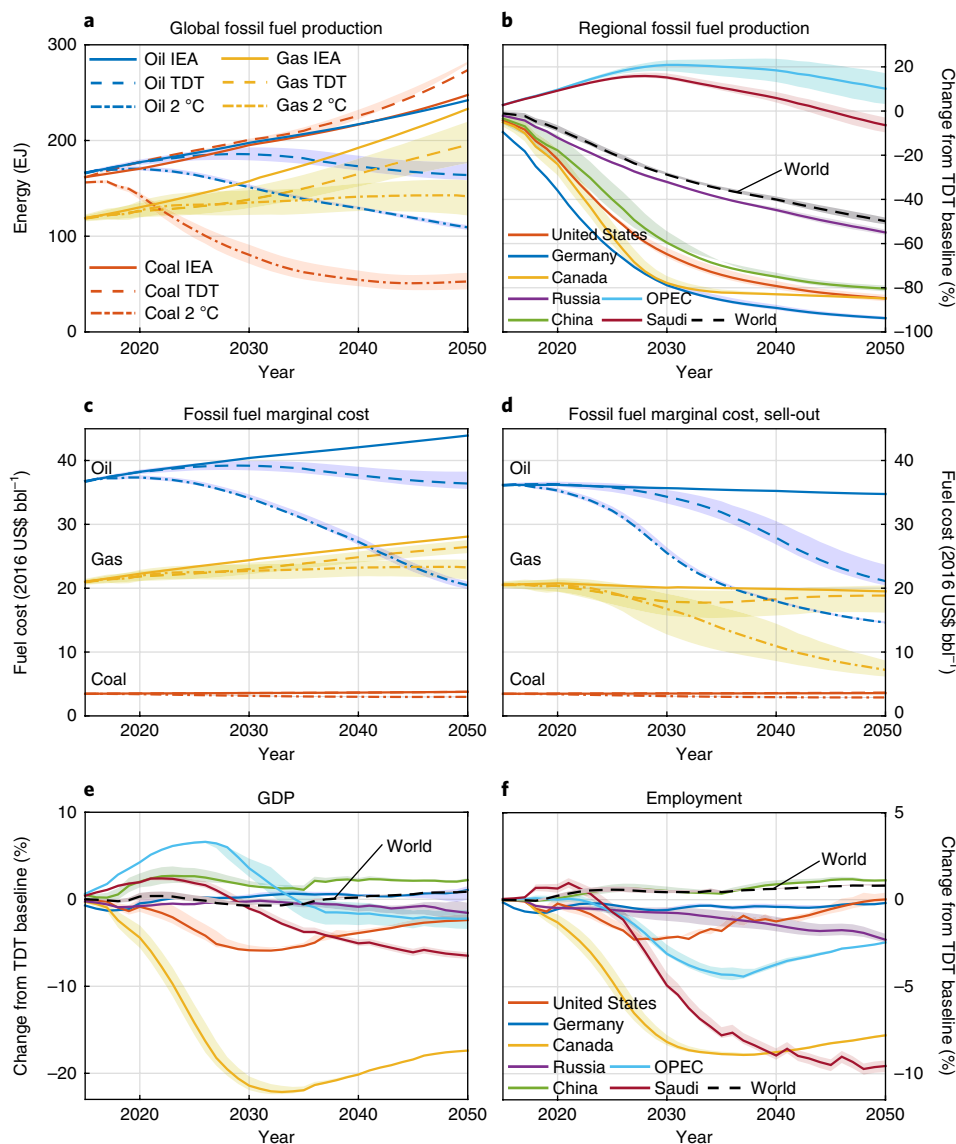 a
Global fossil fuel production
Oil IEA
Oil TDT
Oil 2 °C
Gas IEA
Gas TDT
Gas 2 °C
Coal IEA
Coal TDT
Coal 2 °C
Energy (EJ)
300
200
100
0
2020 2030 2040 2050
Year
b
Regional fossil fuel production
World
United States
Germany
Canada
Russia OPEC
China Saudi World
Change from TDT baseline (%)
20
0
−20
−40
−60
−80
−100
2020 2030 2040 2050
Year
c
Fossil fuel marginal cost
Oil
Gas
Coal
Fuel cost (2016 US$ bbl−1)
40
30
20
10
0
2020 2030 2040 2050
Year
d
Fossil fuel marginal cost, sell-out
Oil
Gas
Coal
Fuel cost (2016 US$ bbl−1)
40
30
20
10
0
2020 2030 2040 2050
Year
e
GDP
World
Change from TDT baseline (%)
10
0
−10
−20
2020 2030 2040 2050
Year
f
Employment
World
United States
Germany
Canada
Russia OPEC
China Saudi World
Change from TDT baseline (%)
5
0
−5
−10
2020 2030 2040 2050
Year